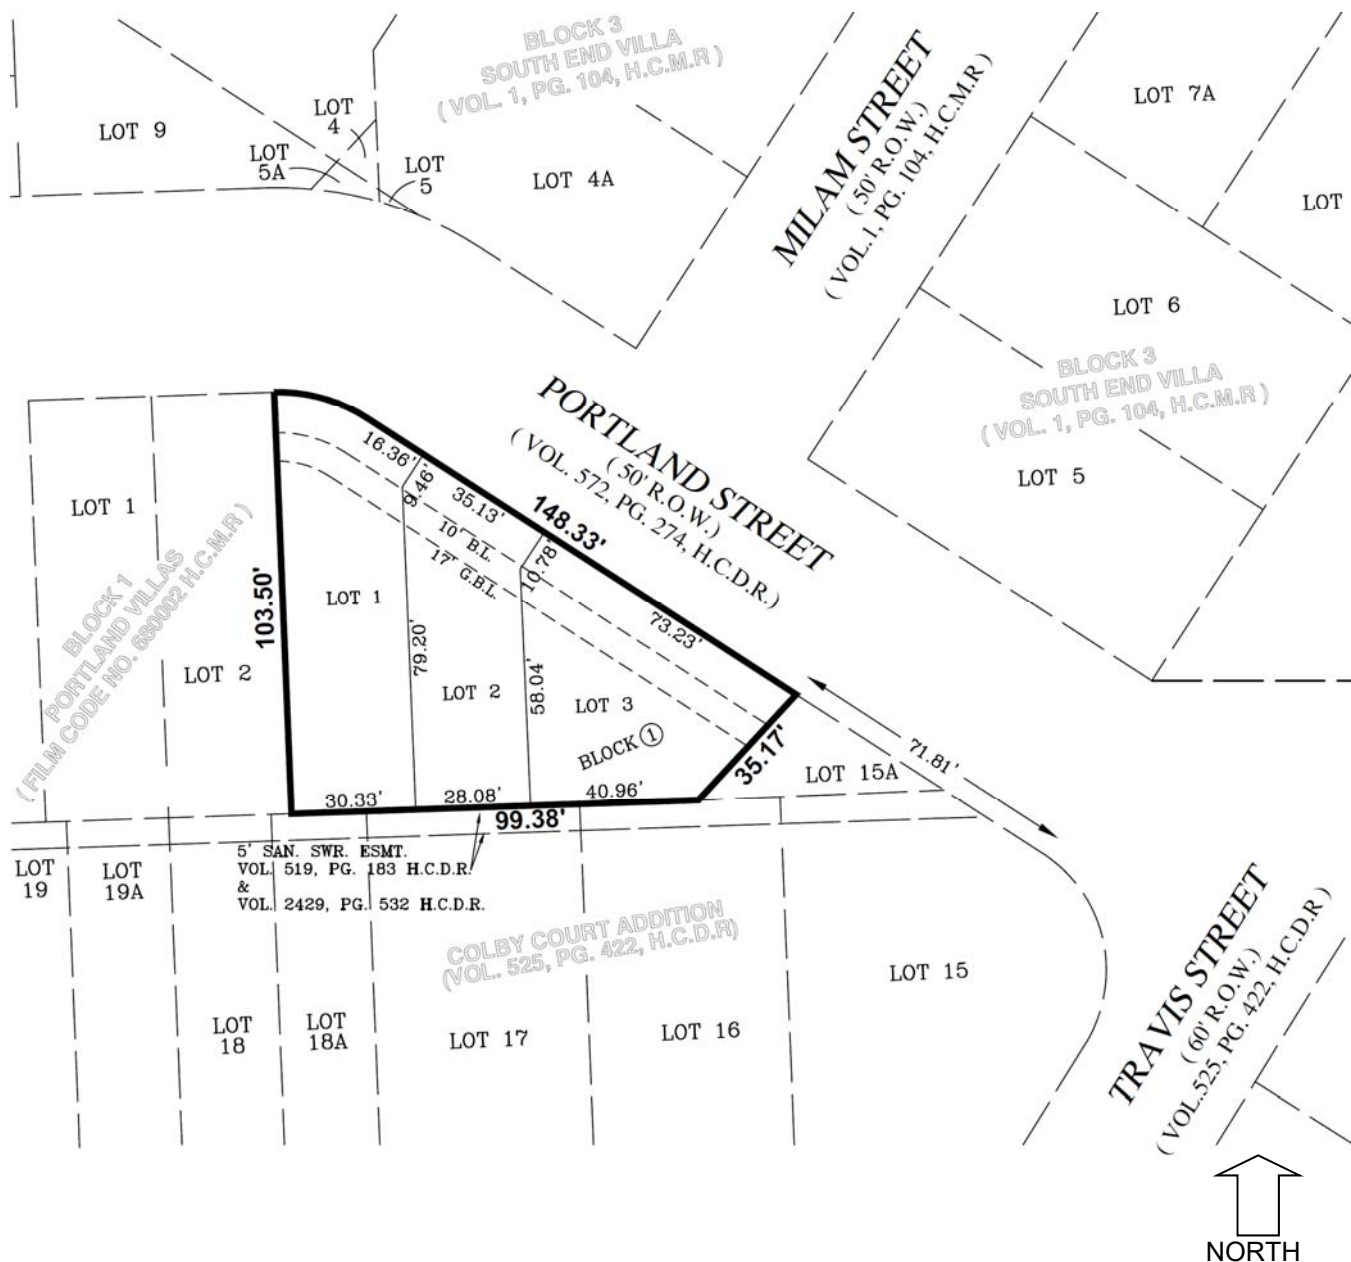 BLOCK 3
SOUTH END VILLA
( VOL. 1, PG. 104, H.C.M.R )
LOT 9
LOT
4
LOT
5A
LOT
5
LOT 4A
MILAM STREET
( 50' R.O.W.)
( VOL.1, PG. 104, H.C.M.R )
LOT 7A
LOT
LOT 6
BLOCK 3
SOUTH END VILLA
( VOL. 1, PG. 104, H.C.M.R )
LOT 5
PORTLAND STREET
( 50' R.O.W.)
( VOL. 572, PG. 274, H.C.D.R.)
LOT 1
BLOCK 1
PORTLAND VILLAS
( FILM CODE NO. 680002 H.C.M.R )
LOT 2
103.50'
16.36'
9.46'
35.13'
148.33'
10' B.L.
17' G.B.L.
10.78'
73.23'
LOT 1
79.20'
LOT 2
58.04'
LOT 3
BLOCK 1
35.17'
71.81'
LOT 15A
30.33'
28.08'
40.96'
99.38'
5' SAN. SWR. ESMT.
VOL. 519, PG. 183 H.C.D.R.
&
VOL. 2429, PG. 532 H.C.D.R.
LOT
19
LOT
19A
COLBY COURT ADDITION
(VOL. 525, PG. 422, H.C.D.R)
LOT
18
LOT
18A
LOT 17
LOT 16
LOT 15
TRAVIS STREET
( 60' R.O.W.)
( VOL.525, PG. 422, H.C.D.R )
NORTH